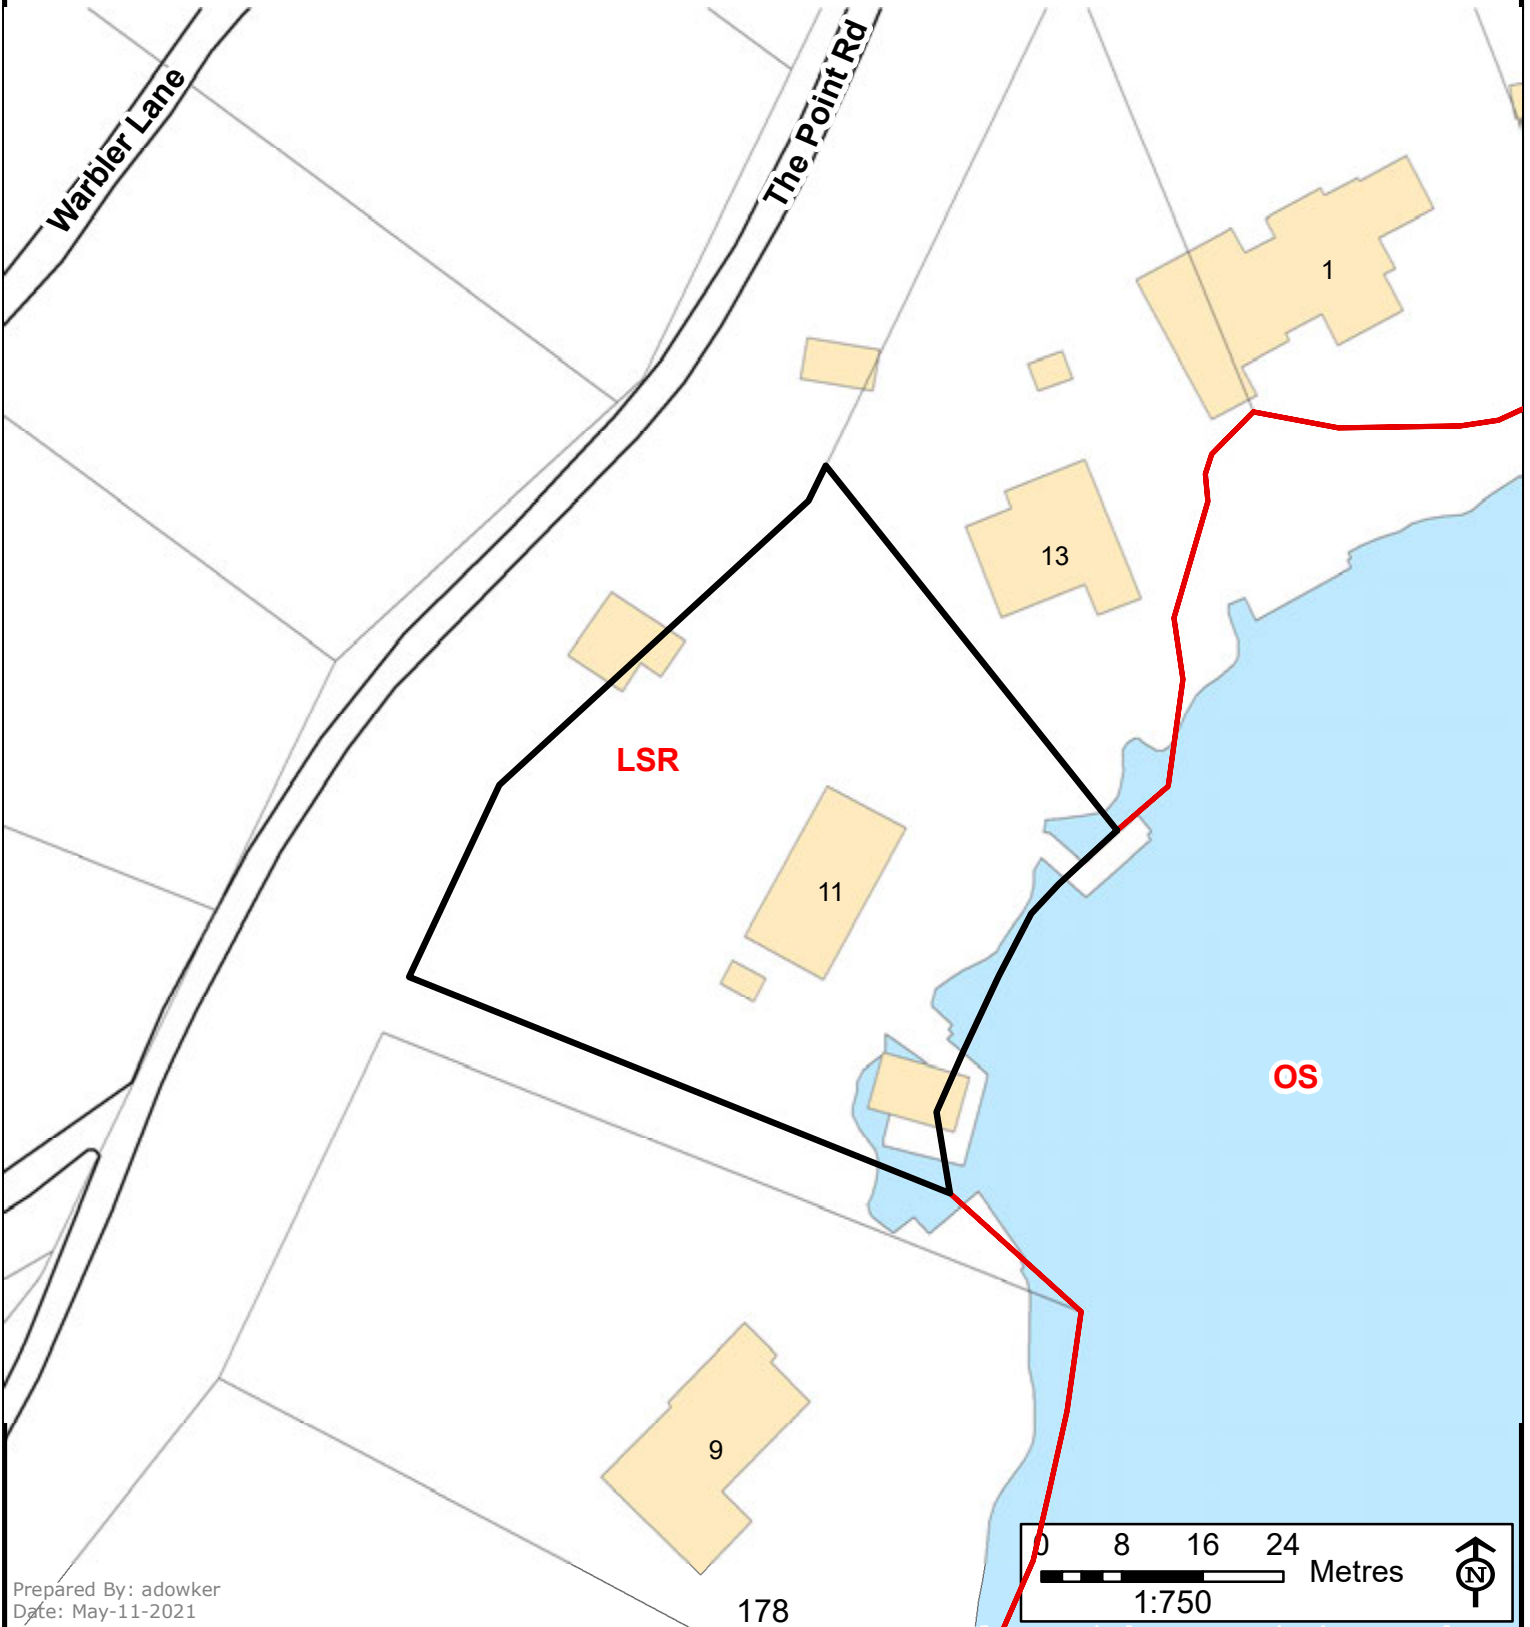 Warbler Lane
The Point Rd
1
13
LSR
11
OS
9
0 8 16 24
Metres
N
1:750
178
Prepared By: adowker
Date: May-11-2021